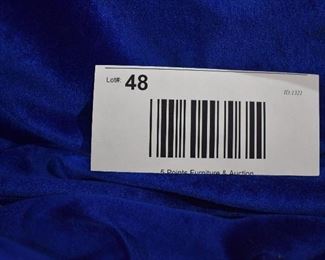 Lot#: 48
ID:1321
5 Points Furniture & Auction